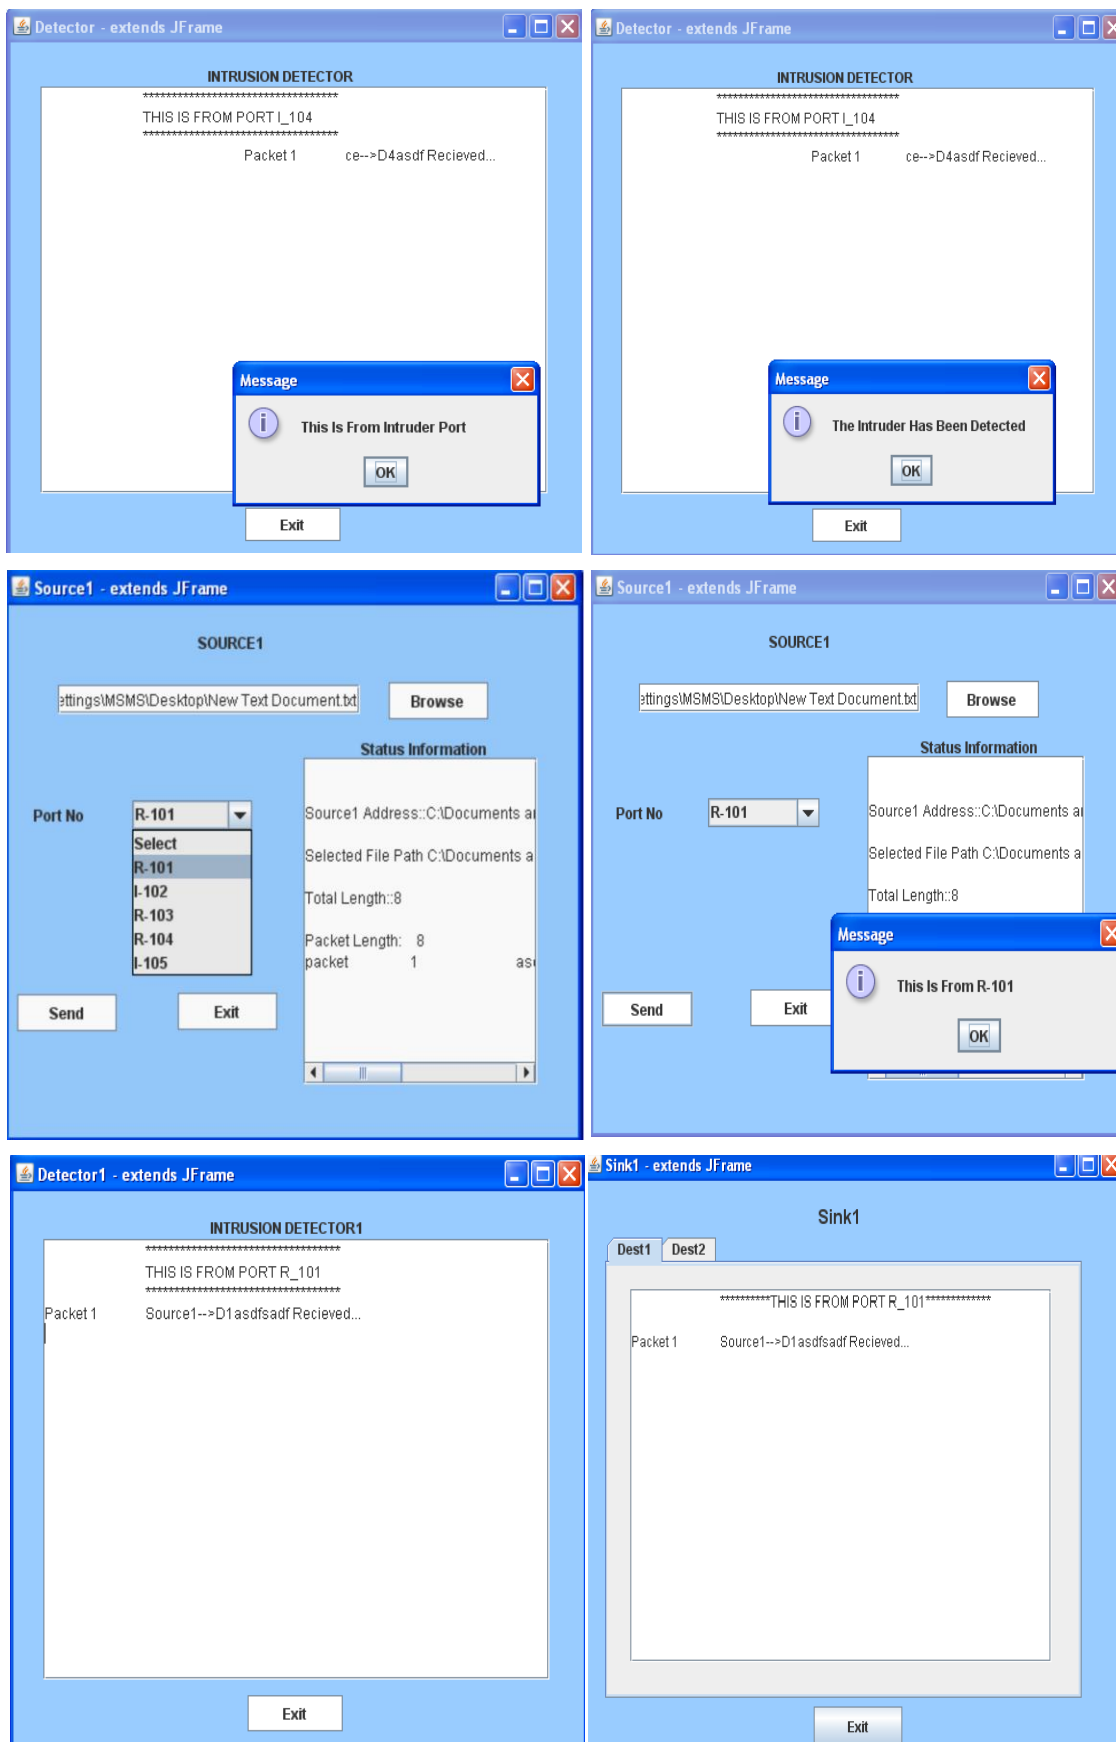 Detector - extends JFrame
INTRUSION DETECTOR
**********************************
THIS IS FROM PORT I_104
**********************************
Packet 1 ce-->D4asdf Recieved...
Message
This Is From Intruder Port
OK
Exit
Detector - extends JFrame
INTRUSION DETECTOR
**********************************
THIS IS FROM PORT I_104
**********************************
Packet 1 ce-->D4asdf Recieved...
Message
The Intruder Has Been Detected
OK
Exit
Source1 - extends JFrame
SOURCE1
ettings\MSMS\Desktop\New Text Document.txt
Browse
Status Information
Port No
R-101
Select
R-101
I-102
R-103
R-104
I-105
Source1 Address::C:\Documents a
Selected File Path C:\Documents a
Total Length::8
Packet Length: 8
packet 1 as
Send
Exit
Source1 - extends JFrame
SOURCE1
ettings\MSMS\Desktop\New Text Document.txt
Browse
Status Information
Port No
R-101
Source1 Address::C:\Documents a
Selected File Path C:\Documents a
Total Length::8
Message
This Is From R-101
OK
Send
Exit
Detector1 - extends JFrame
INTRUSION DETECTOR1
**********************************
THIS IS FROM PORT R_101
**********************************
Packet 1 Source1-->D1asdfsadf Recieved...
Exit
Sink1 - extends JFrame
Sink1
Dest1 Dest2
**********THIS IS FROM PORT R_101*************
Packet 1 Source1-->D1asdfsadf Recieved...
Exit